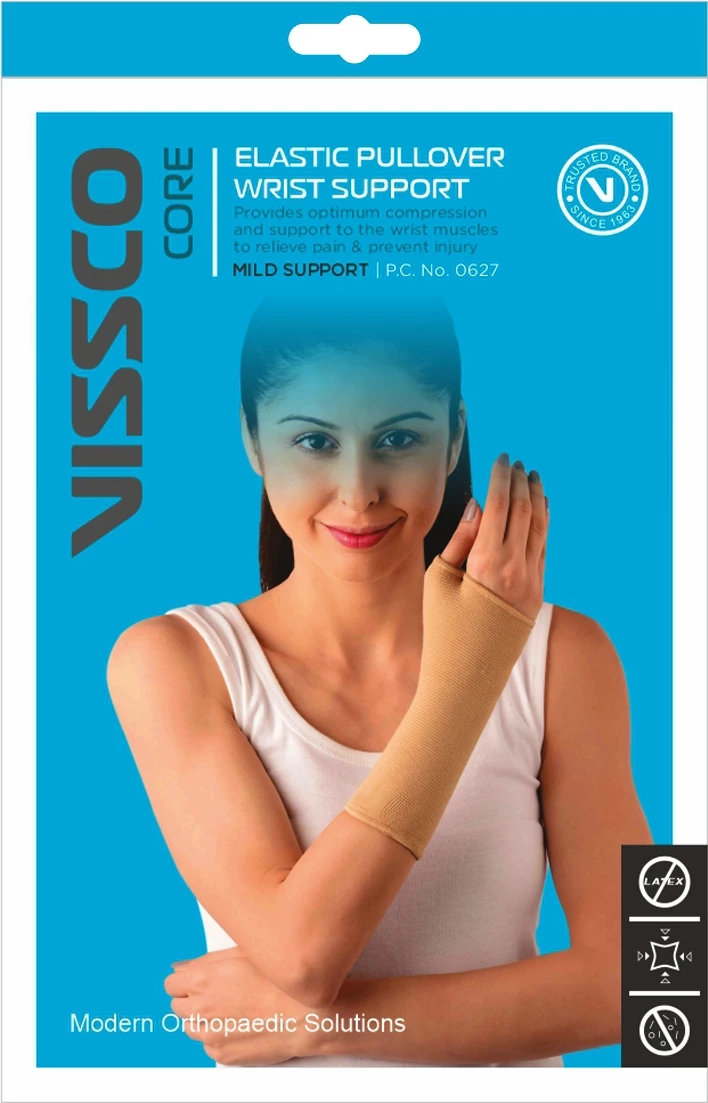 VISSCO
CORE
ELASTIC PULLOVER
WRIST SUPPORT
Provides optimum compression
and support to the wrist muscles
to relieve pain & prevent injury
MILD SUPPORT | P.C. No. 0627
TRUSTED BRAND
V
SINCE 1963
LATEX
Modern Orthopaedic Solutions